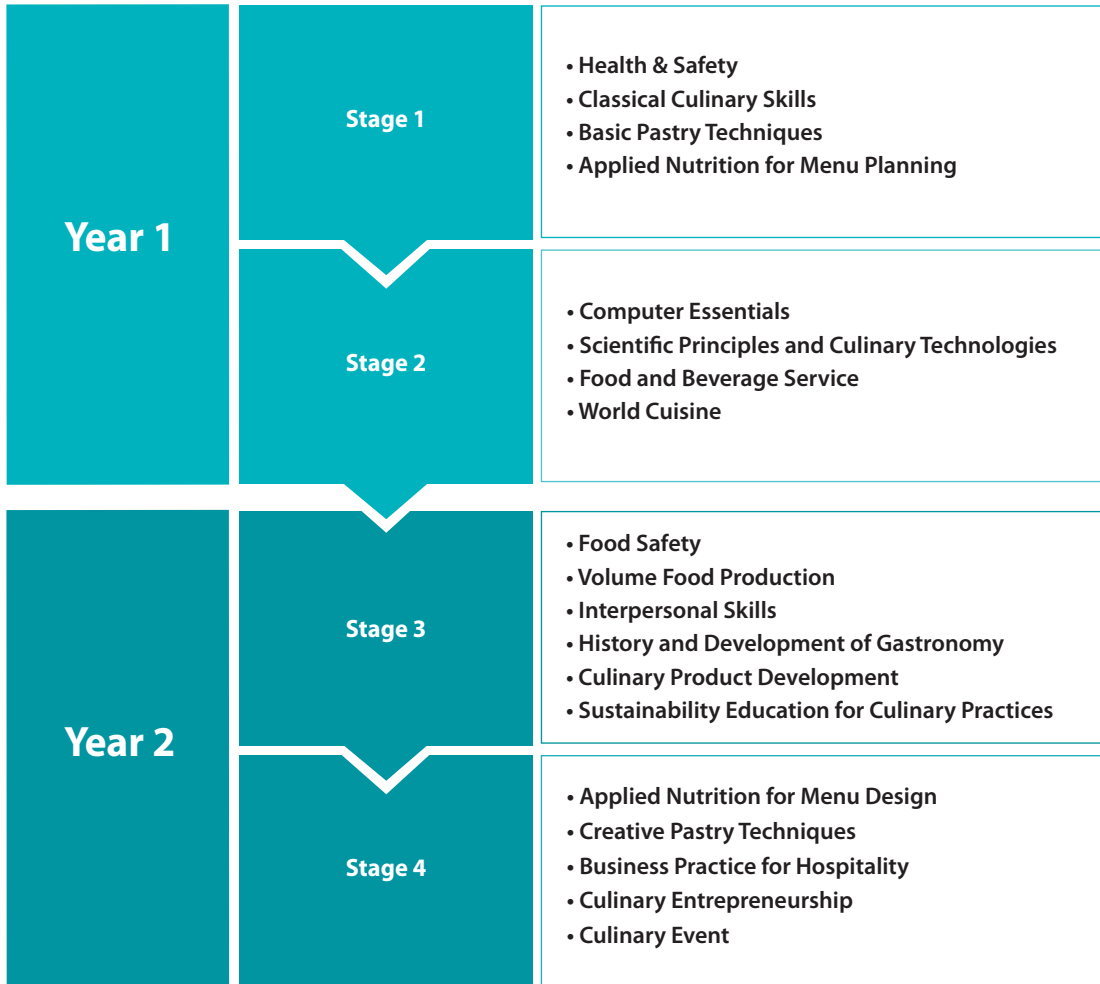 Year 1
Stage 1
• Health & Safety
• Classical Culinary Skills
• Basic Pastry Techniques
• Applied Nutrition for Menu Planning
Stage 2
• Computer Essentials
• Scientific Principles and Culinary Technologies
• Food and Beverage Service
• World Cuisine
Year 2
Stage 3
• Food Safety
• Volume Food Production
• Interpersonal Skills
• History and Development of Gastronomy
• Culinary Product Development
• Sustainability Education for Culinary Practices
Stage 4
• Applied Nutrition for Menu Design
• Creative Pastry Techniques
• Business Practice for Hospitality
• Culinary Entrepreneurship
• Culinary Event